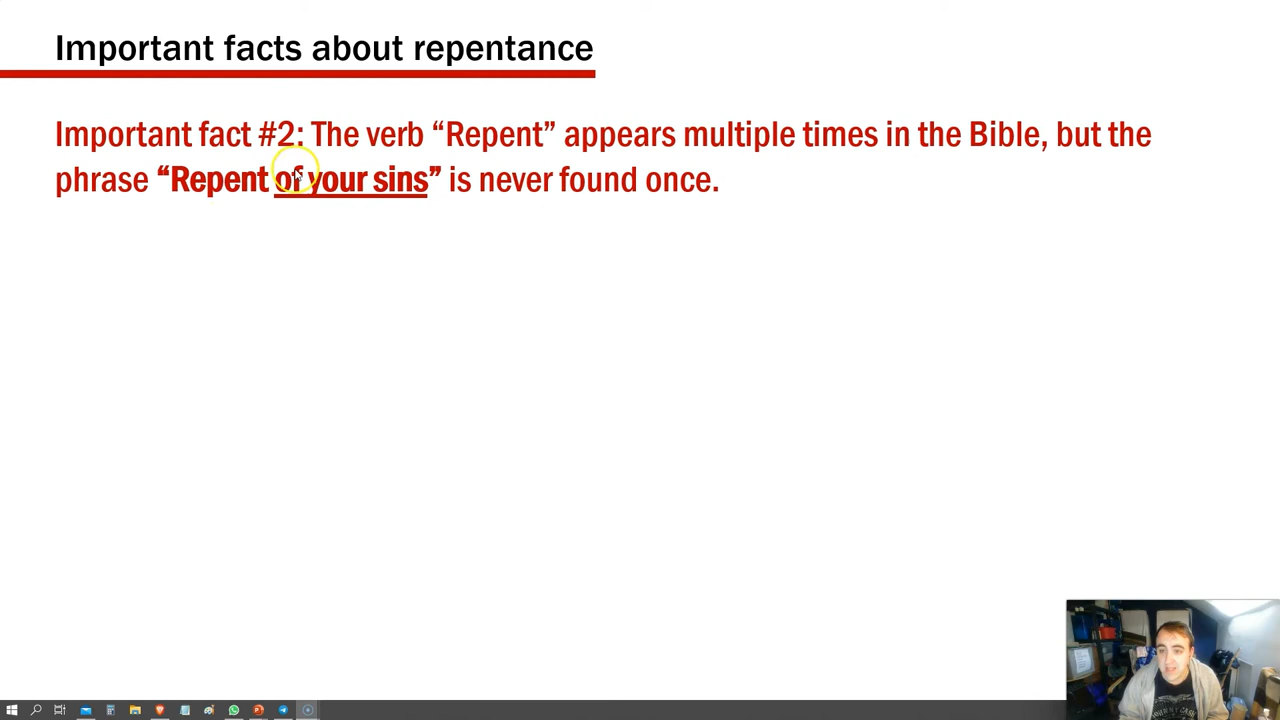 Important facts about repentance
Important fact #2: The verb “Repent” appears multiple times in the Bible, but the
phrase “Repent of your sins” is never found once.